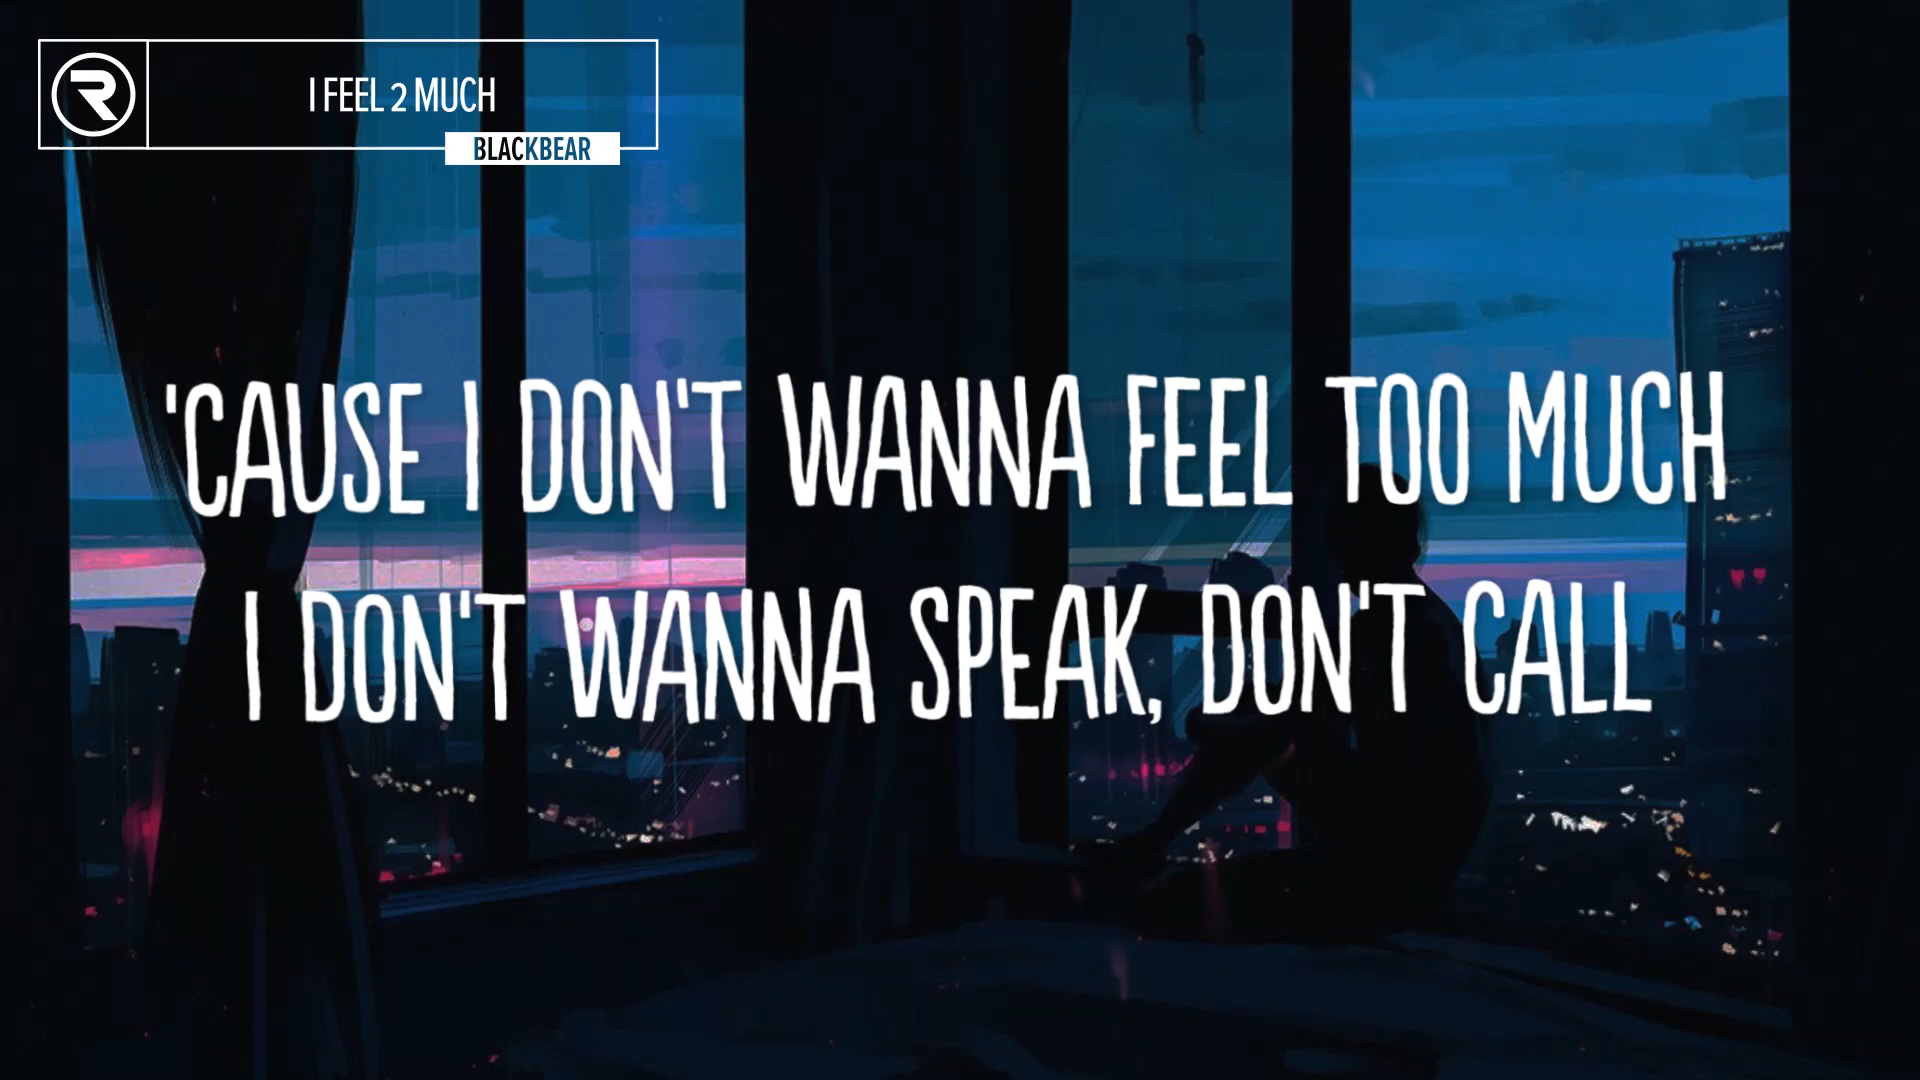 R
I FEEL 2 MUCH
BLACKBEAR
'CAUSE I DON'T WANNA FEEL TOO MUCH
I DON'T WANNA SPEAK, DON'T CALL